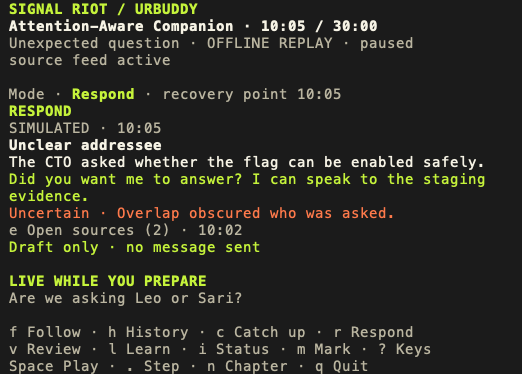 SIGNAL RIOT / URBUDDY
Attention-Aware Companion · 10:05 / 30:00
Unexpected question · OFFLINE REPLAY · paused
source feed active
Mode · Respond · recovery point 10:05
RESPOND
SIMULATED · 10:05
Unclear addressee
The CTO asked whether the flag can be enabled safely.
Did you want me to answer? I can speak to the staging
evidence.
Uncertain · Overlap obscured who was asked.
e Open sources (2) · 10:02
Draft only · no message sent
LIVE WHILE YOU PREPARE
Are we asking Leo or Sari?
f Follow · h History · c Catch up · r Respond
v Review · l Learn · i Status · m Mark · ? Keys
Space Play · . Step · n Chapter · q Quit